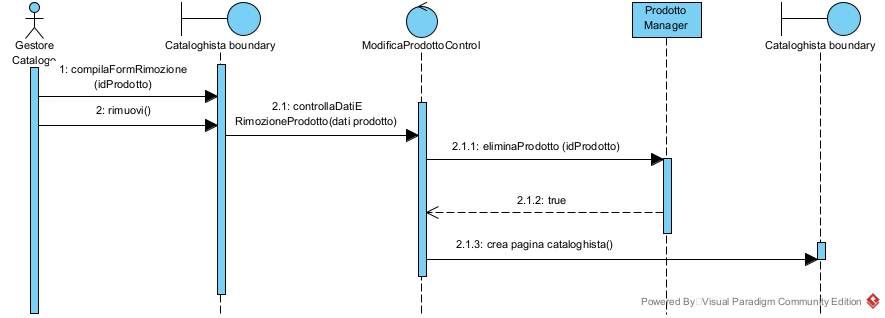 Gestore
Catalogo
Cataloghista boundary
ModificaProdottoControl
Prodotto
Manager
Cataloghista boundary
1: compilaFormRimozione
(idProdotto)
2: rimuovi()
2.1: controllaDatiE
RimozioneProdotto(dati prodotto)
2.1.1: eliminaProdotto (idProdotto)
2.1.2: true
2.1.3: crea pagina cataloghista()
Powered By Visual Paradigm Community Edition